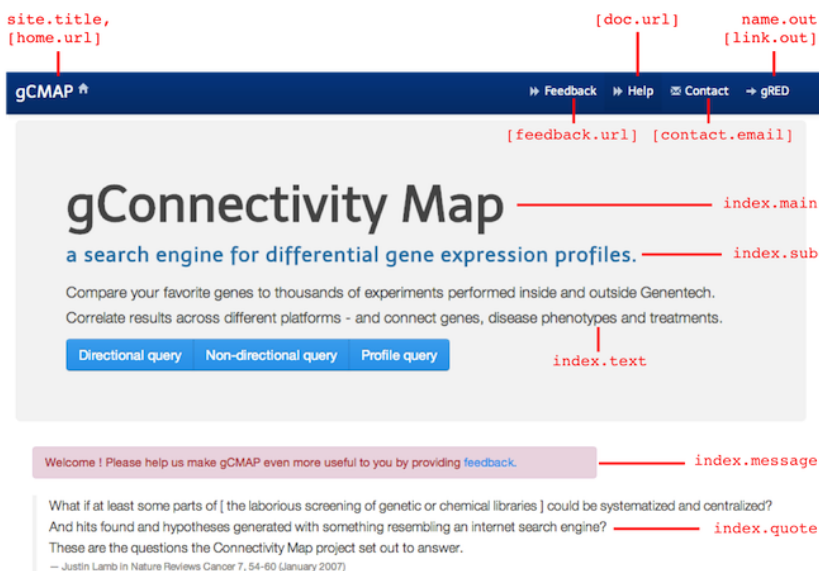 site.title,
[home.url]
[doc.url]
name.out
[link.out]
gCMAP
Feedback
Help
Contact
gRED
[feedback.url]
[contact.email]
gConnectivity Map
index.main
a search engine for differential gene expression profiles.
index.sub
Compare your favorite genes to thousands of experiments performed inside and outside Genentech.
Correlate results across different platforms - and connect genes, disease phenotypes and treatments.
Directional query
Non-directional query
Profile query
index.text
Welcome ! Please help us make gCMAP even more useful to you by providing feedback.
index.message
What if at least some parts of [ the laborious screening of genetic or chemical libraries ] could be systematized and centralized?
And hits found and hypotheses generated with something resembling an internet search engine?
index.quote
These are the questions the Connectivity Map project set out to answer.
— Justin Lamb in Nature Reviews Cancer 7, 54-60 (January 2007)